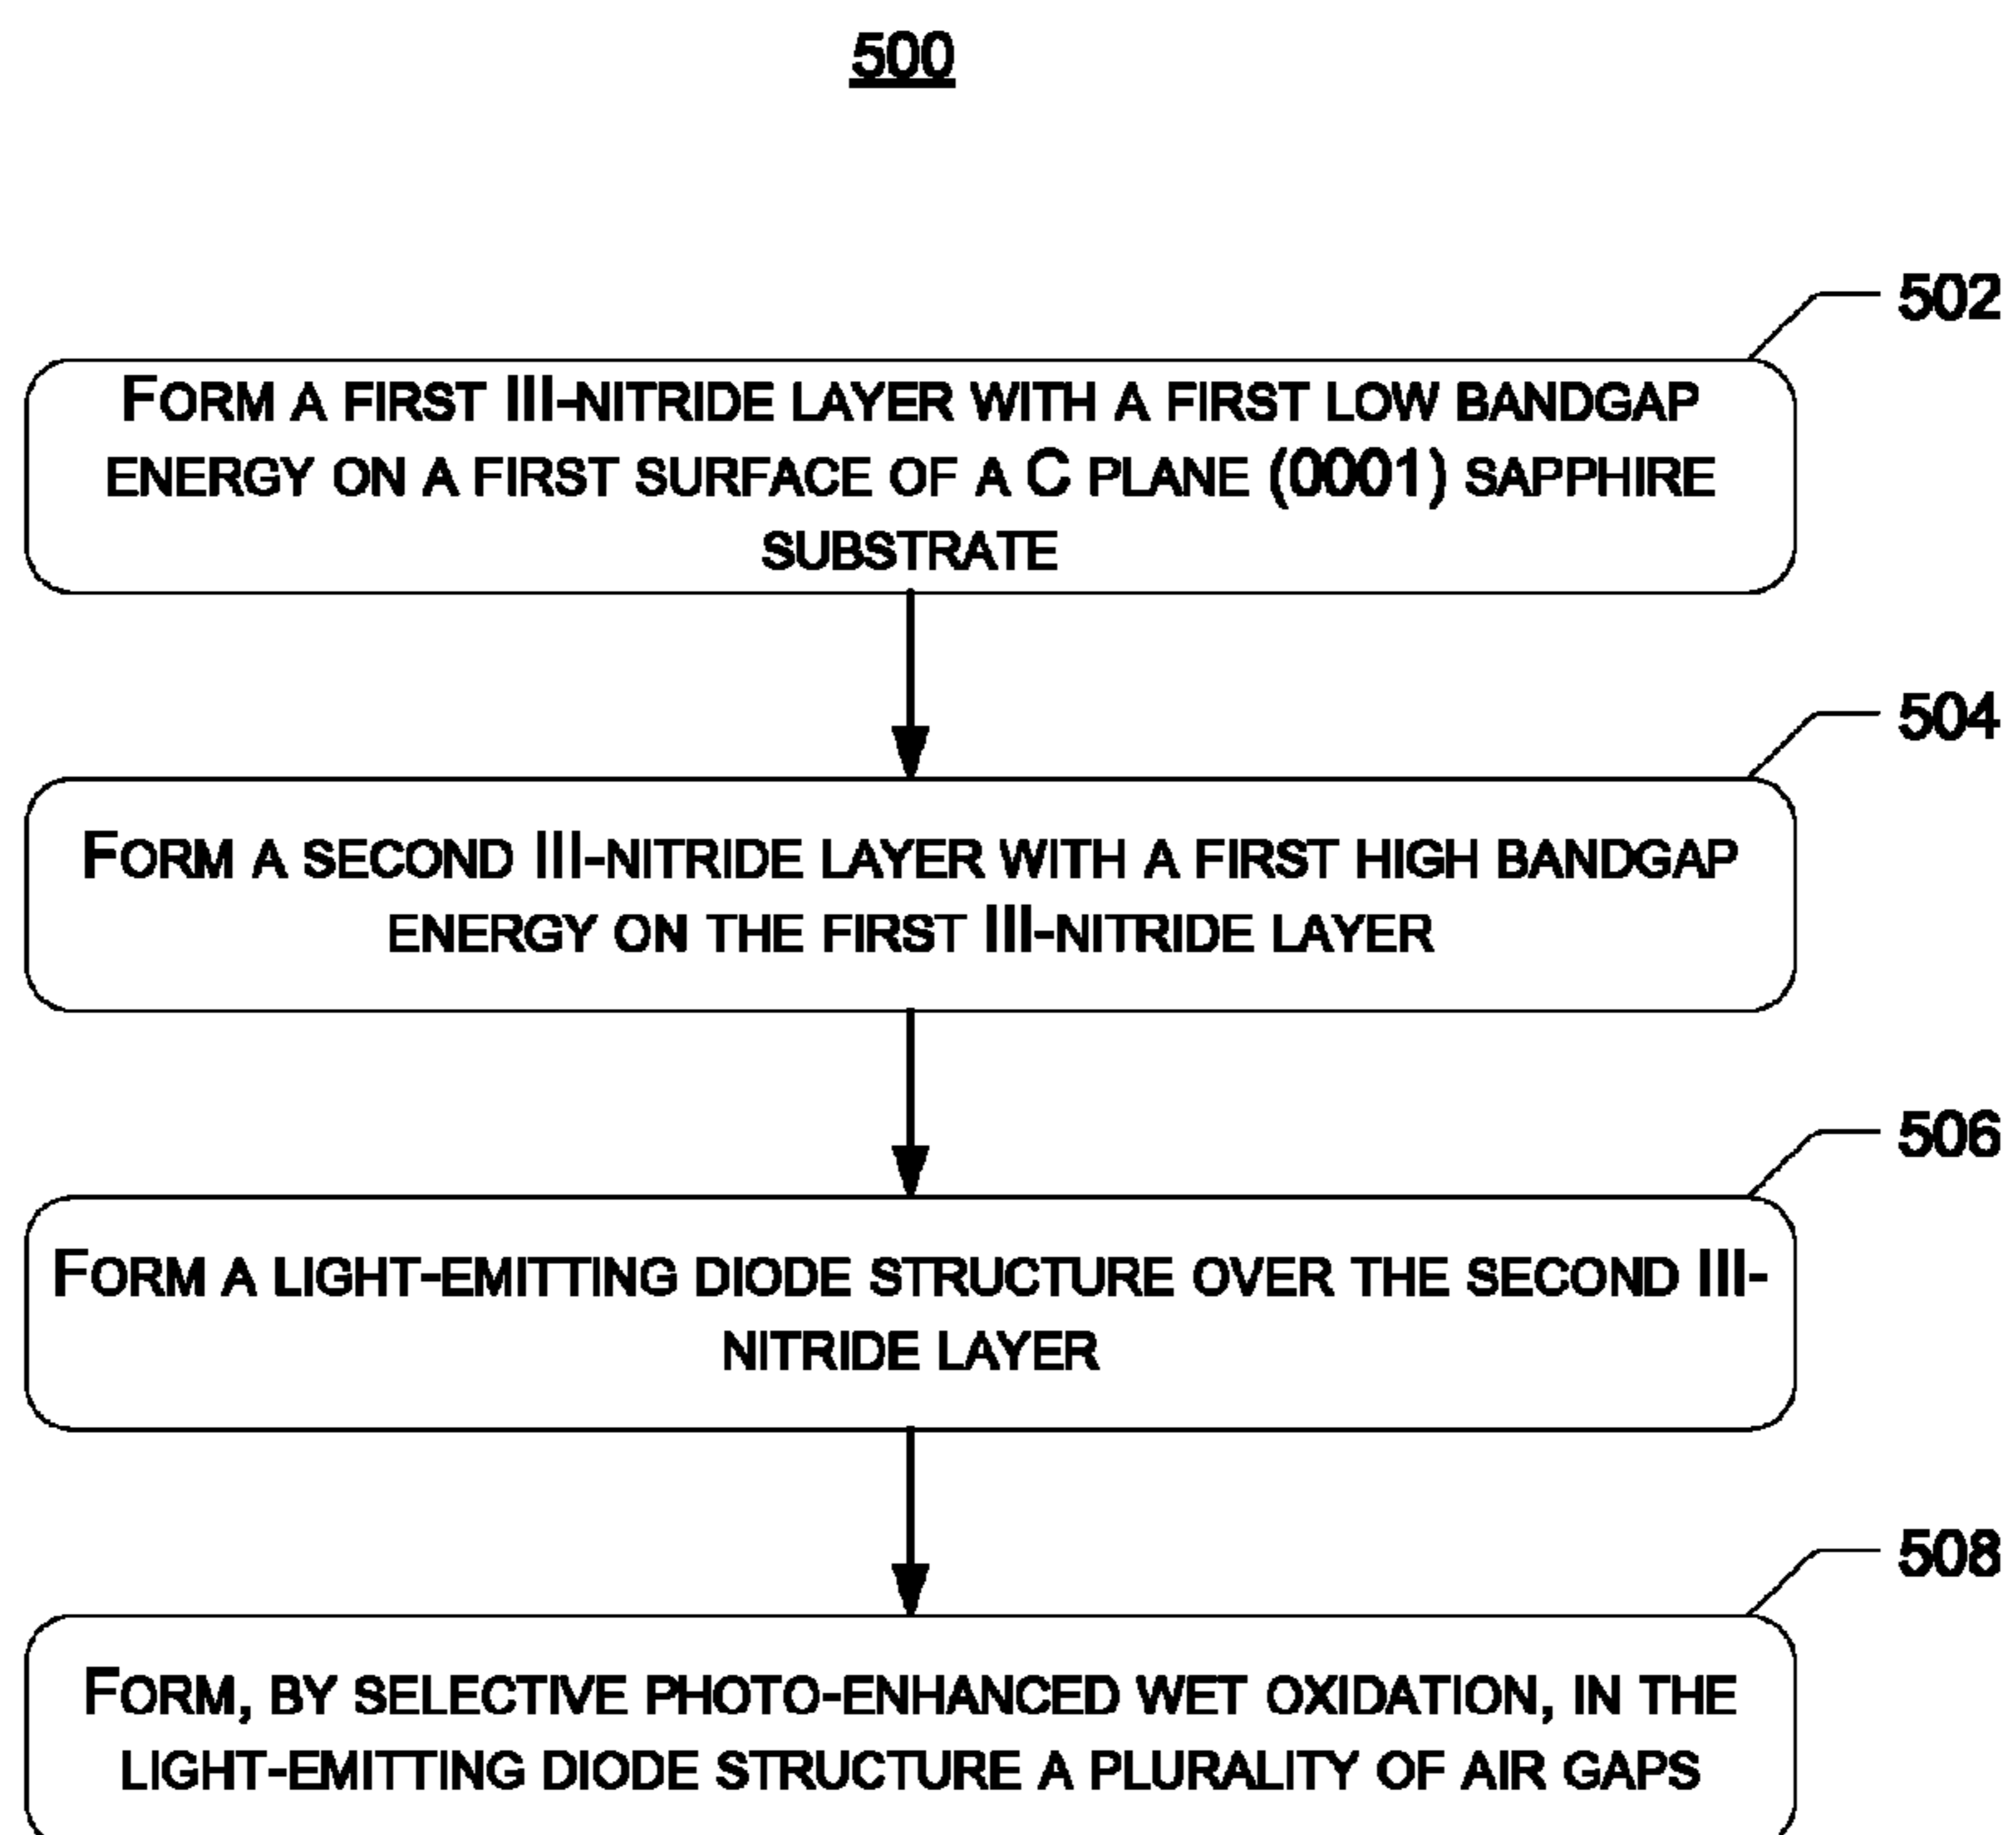 500
502
FORM A FIRST III-NITRIDE LAYER WITH A FIRST LOW BANDGAP
ENERGY ON A FIRST SURFACE OF A C PLANE (0001) SAPPHIRE
SUBSTRATE
504
FORM A SECOND III-NITRIDE LAYER WITH A FIRST HIGH BANDGAP
ENERGY ON THE FIRST III-NITRIDE LAYER
506
FORM A LIGHT-EMITTING DIODE STRUCTURE OVER THE SECOND III-
NITRIDE LAYER
508
FORM, BY SELECTIVE PHOTO-ENHANCED WET OXIDATION, IN THE
LIGHT-EMITTING DIODE STRUCTURE A PLURALITY OF AIR GAPS